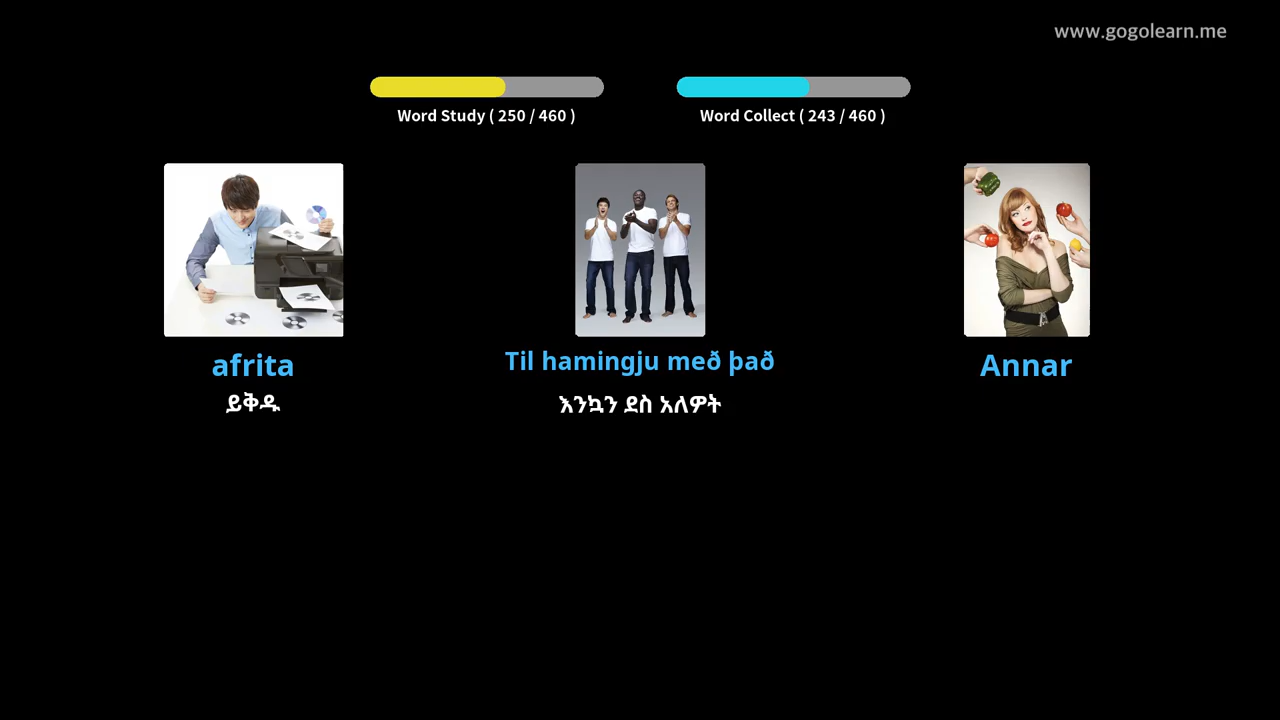 www.gogolearn.me
Word Study ( 250 / 460 )
Word Collect ( 243 / 460 )
afrita
Til hamingju með það
Annar
ይቅዱ
እንኳን ደስ አለዎት